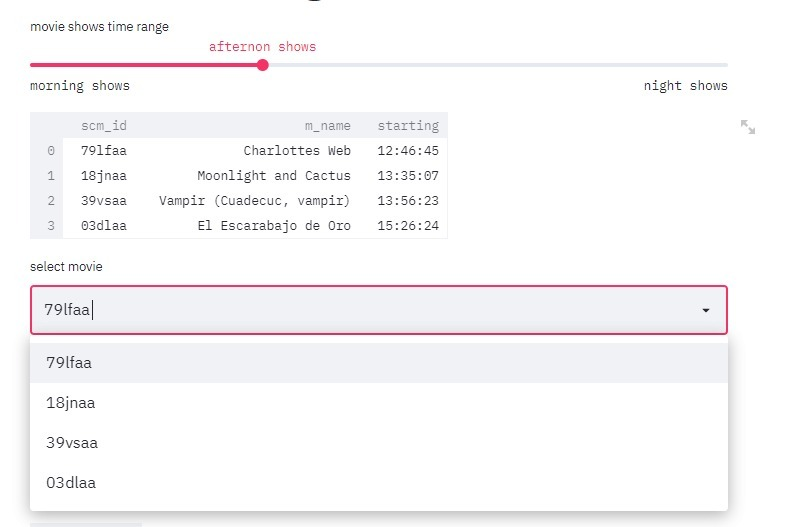 movie shows time range
afternon shows
morning shows night shows
scm_id m_name starting
0 79lfaa Charlottes Web 12:46:45
1 18jnaa Moonlight and Cactus 13:35:07
2 39vsaa Vampir (Cuadecuc, vampir) 13:56:23
3 03dlaa El Escarabajo de Oro 15:26:24
select movie
79lfaa
79lfaa
18jnaa
39vsaa
03dlaa